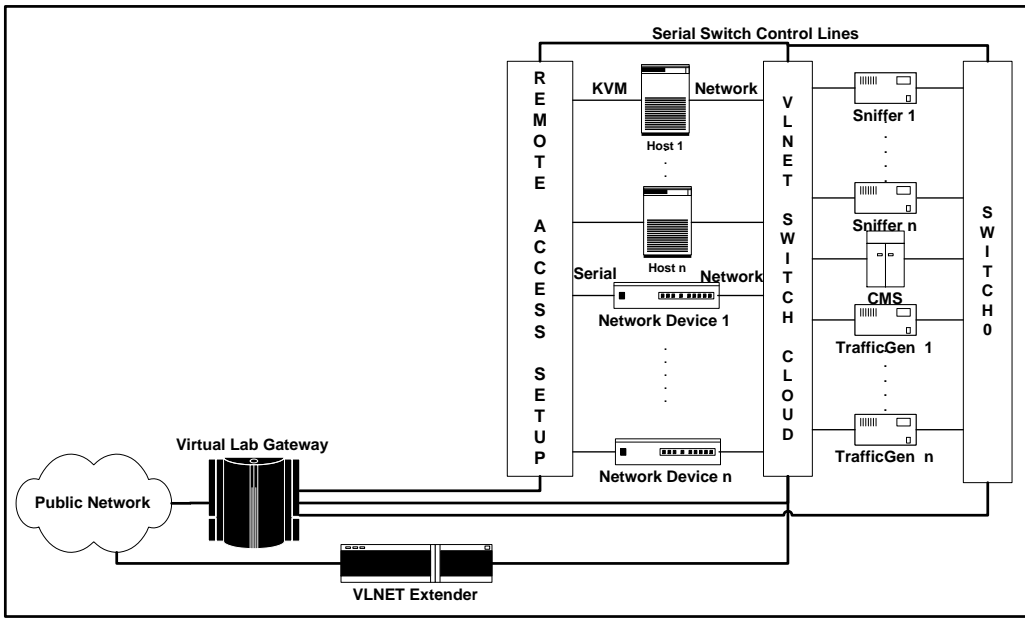 Serial Switch Control Lines
REMOTE ACCESS SETUP
KVM
Network
Host 1
Host n
Serial
Network
Network Device 1
Network Device n
VLNET SWITCH CLOUD
Sniffer 1
Sniffer n
CMS
TrafficGen 1
TrafficGen n
SWITCH0
Virtual Lab Gateway
Public Network
VLNET Extender